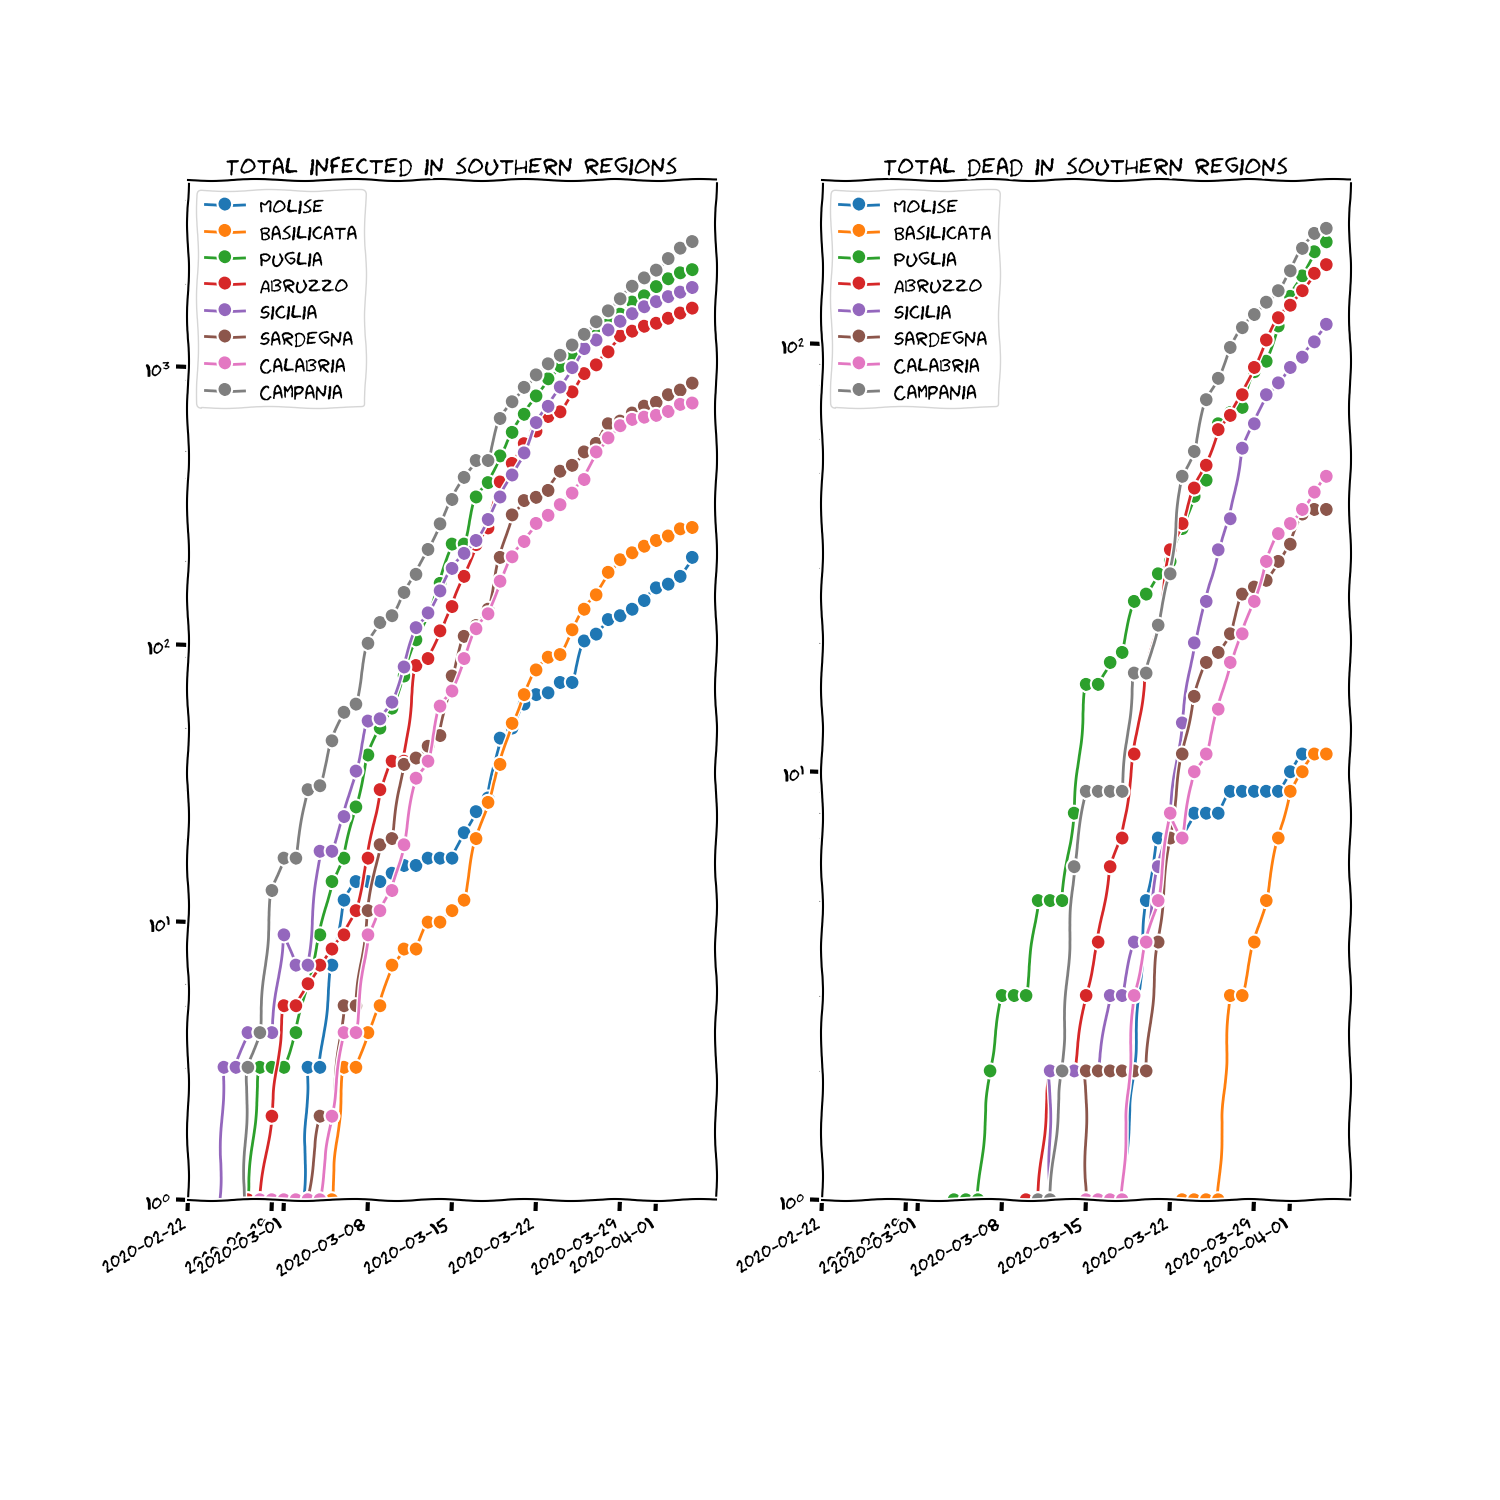 TOTAL INFECTED IN SOUTHERN REGIONS
MOLISE
BASILICATA
PUGLIA
ABRUZZO
SICILIA
SARDEGNA
CALABRIA
CAMPANIA
10³
10²
10¹
10⁰
2020-02-22
2020-03-01
2020-03-08
2020-03-15
2020-03-22
2020-03-29
2020-04-01
TOTAL DEAD IN SOUTHERN REGIONS
MOLISE
BASILICATA
PUGLIA
ABRUZZO
SICILIA
SARDEGNA
CALABRIA
CAMPANIA
10²
10¹
10⁰
2020-02-22
2020-03-01
2020-03-08
2020-03-15
2020-03-22
2020-03-29
2020-04-01